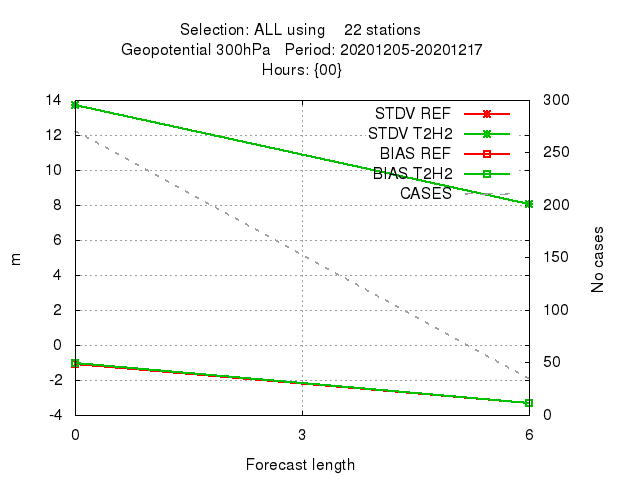 Selection: ALL using 22 stations
Geopotential 300hPa Period: 20201205-20201217
Hours: {00}
14 300
STDV REF
12 STDV T2H2
250
BIAS REF
10 BIAS T2H2
CASES
8 200
6
150
4
2 100
0
50
-2
-4 0
0 3 6
m
No cases
Forecast length